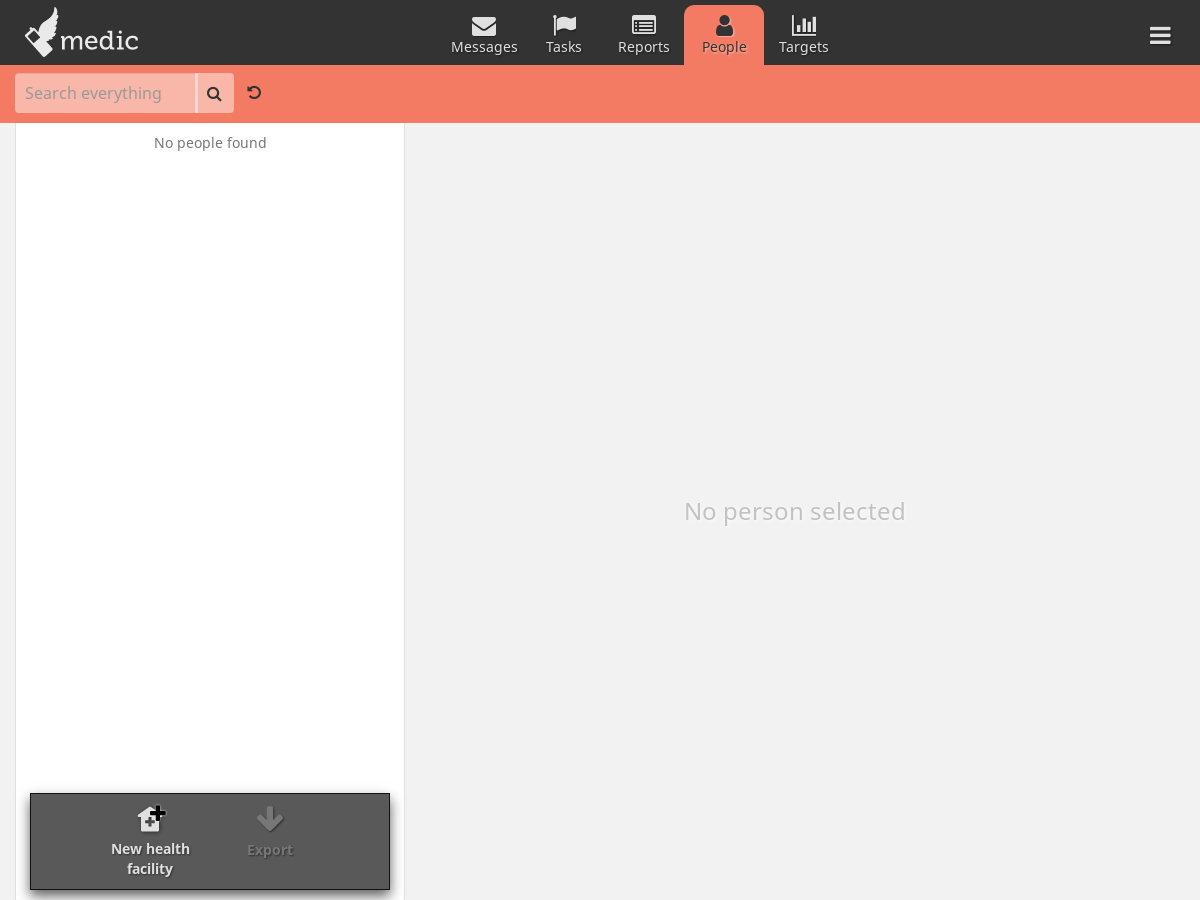 medic
Messages
Tasks
Reports
People
Targets
Search everything
No people found
No person selected
New health
facility
Export